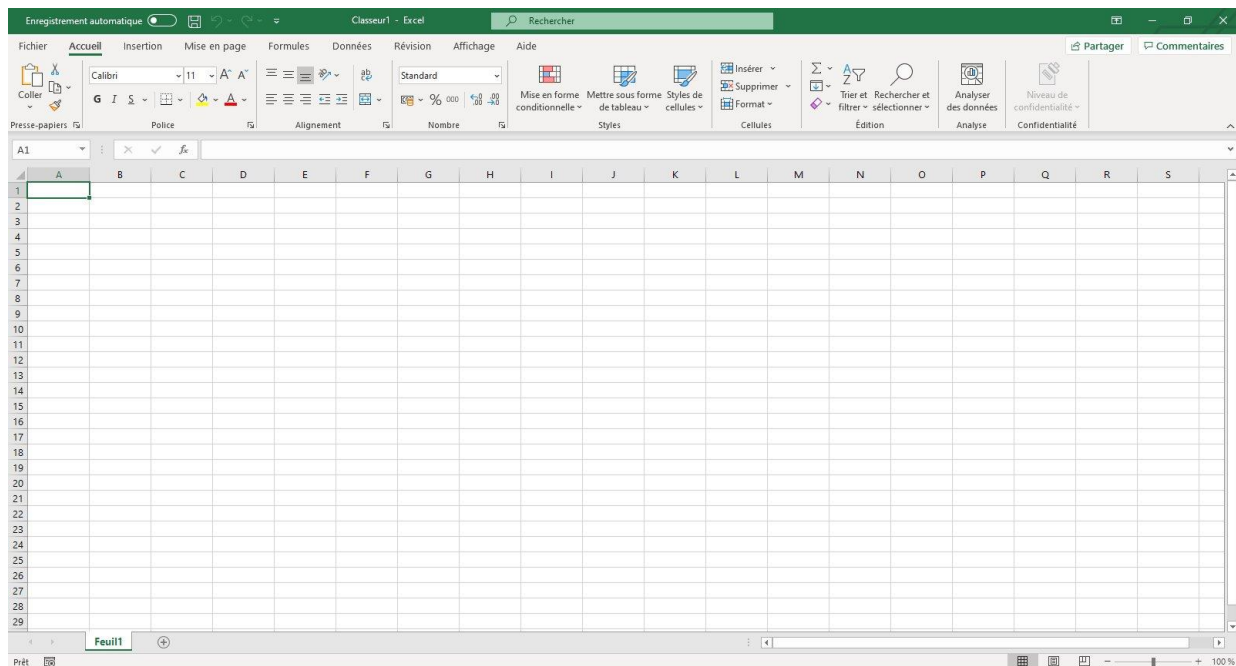 Enregistrement automatique
Classeur1 - Excel
Rechercher
Fichier Accueil Insertion Mise en page Formules Données Révision Affichage Aide
Partager
Commentaires
Coller
Presse-papiers
Calibri 11
G I S
Police
Alignement
Standard
% 000
Nombre
Mise en forme conditionnelle
Mettre sous forme de tableau
Styles de cellules
Styles
Insérer
Supprimer
Format
Cellules
Trier et filtrer
Rechercher et sélectionner
Édition
Analyser des données
Analyse
Niveau de confidentialité
Confidentialité
A1
fx
A B C D E F G H I J K L M N O P Q R S
1
2
3
4
5
6
7
8
9
10
11
12
13
14
15
16
17
18
19
20
21
22
23
24
25
26
27
28
29
Feuil1
Prêt
100 %